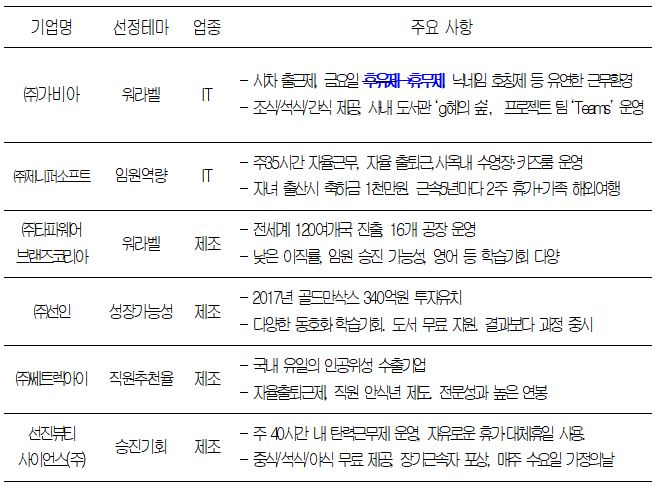 기업명 선정테마 업종 주요 사항
㈜가비아 워라벨 IT
- 시차 출근제, 금요일 휴무제 닉네임 호칭제 등 유연한 근무환경
- 조식/석식/간식 제공, 사내 도서관 ‘g헤의 숲’, 프로젝트 팀 ‘Teams’ 운영
㈜제니퍼소프트 임원역량 IT
- 주35시간 자율근무, 자율 출퇴근,사옥내 수영장·키즈룸 운영
- 자녀 출산시 축하금 1천만원. 근속5년마다 2주 휴가+가족 해외여행
㈜타파웨어
브랜즈코리아 워라벨 제조
- 전세계 120여개국 진출 16개 공장 운영
- 낮은 이직률, 임원 승진 가능성, 영어 등 학습기회 다양
㈜선인 성장가능성 제조
- 2017년 골드만삭스 340억원 투자유치
- 다양한 동호화·학습기회. 도서 무료 지원. 결과보다 과정 중시
㈜쎄트렉아이 직원추천율 제조
- 국내 유일의 인공위성 수출기업
- 자율출퇴근제, 직원 안식년 제도. 전문성과 높은 연봉
선진뷰티
사이언스(주) 승진기회 제조
- 주 40시간 내 탄력근무제 운영, 자유로운 휴가·대체휴일 사용.
- 중식/석식/야식 무료 제공, 장기근속자 포상, 매주 수요일 가정의날